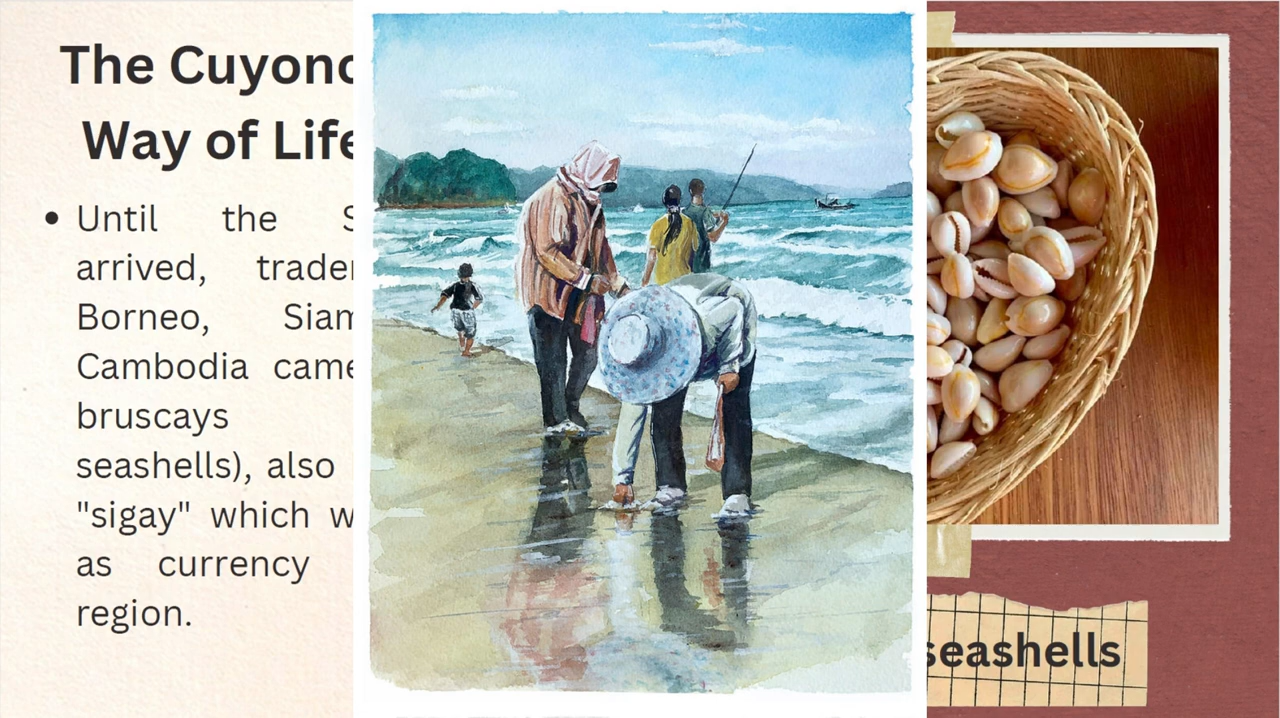 The Cuyono
Way of Life
Until the S
arrived, trader
Borneo, Siam
Cambodia came
bruscays
seashells), also
"sigay" which w
as currency
region.
seashells